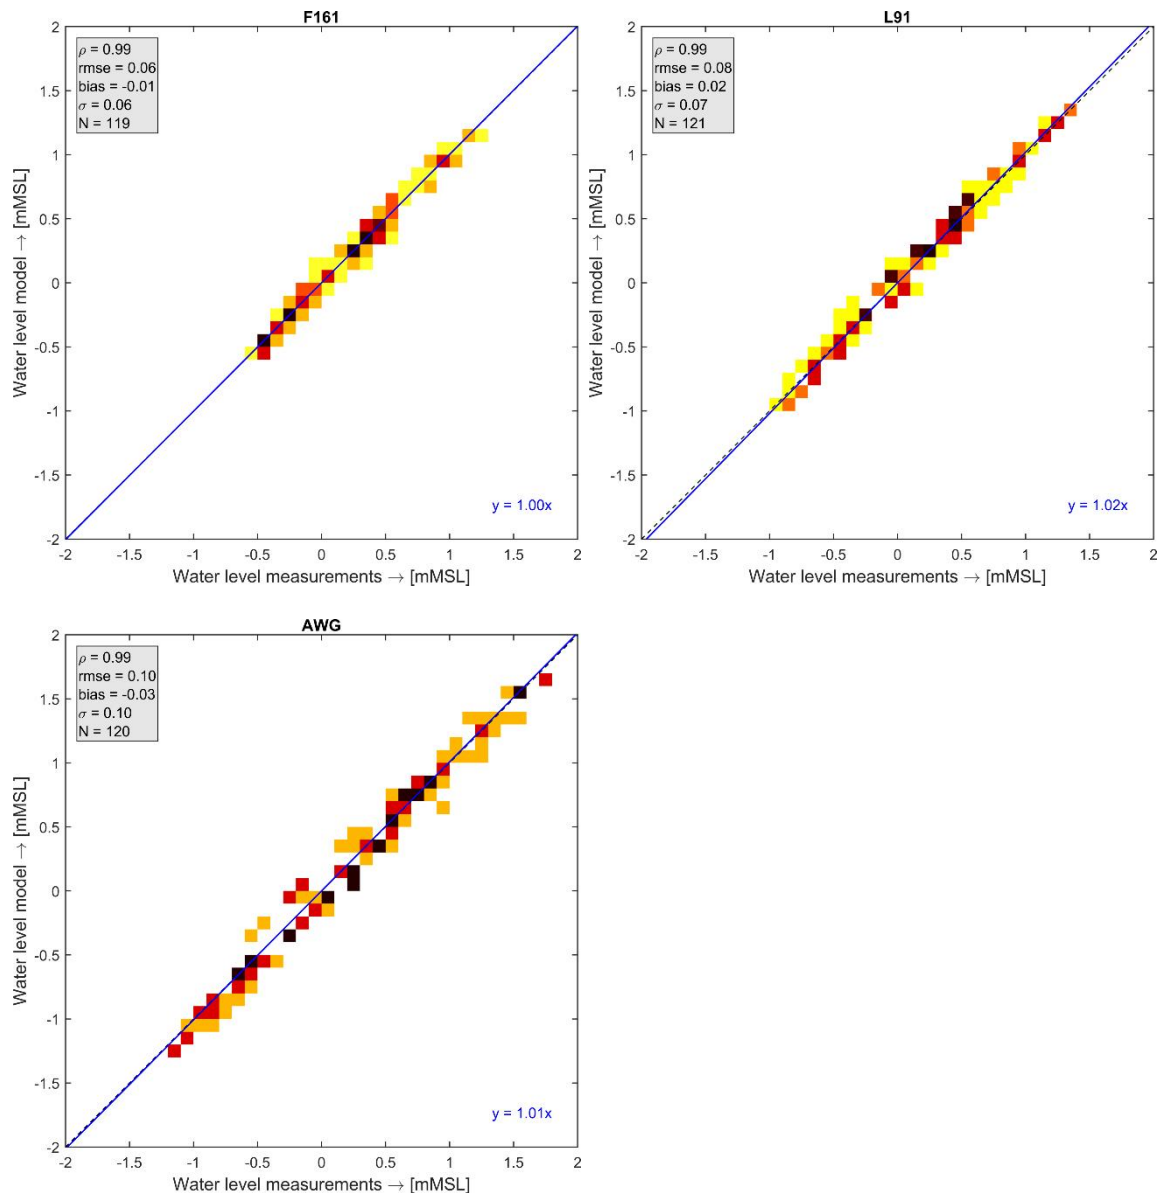 F161
ρ = 0.99
rmse = 0.06
bias = -0.01
σ = 0.06
N = 119
2
1.5
1
0.5
0
-0.5
-1
-1.5
-2
Water level model → [mMSL]
y = 1.00x
-2 -1.5 -1 -0.5 0 0.5 1 1.5 2
Water level measurements → [mMSL]
L91
ρ = 0.99
rmse = 0.08
bias = 0.02
σ = 0.07
N = 121
2
1.5
1
0.5
0
-0.5
-1
-1.5
-2
Water level model → [mMSL]
y = 1.02x
-2 -1.5 -1 -0.5 0 0.5 1 1.5 2
Water level measurements → [mMSL]
AWG
ρ = 0.99
rmse = 0.10
bias = -0.03
σ = 0.10
N = 120
2
1.5
1
0.5
0
-0.5
-1
-1.5
-2
Water level model → [mMSL]
y = 1.01x
-2 -1.5 -1 -0.5 0 0.5 1 1.5 2
Water level measurements → [mMSL]